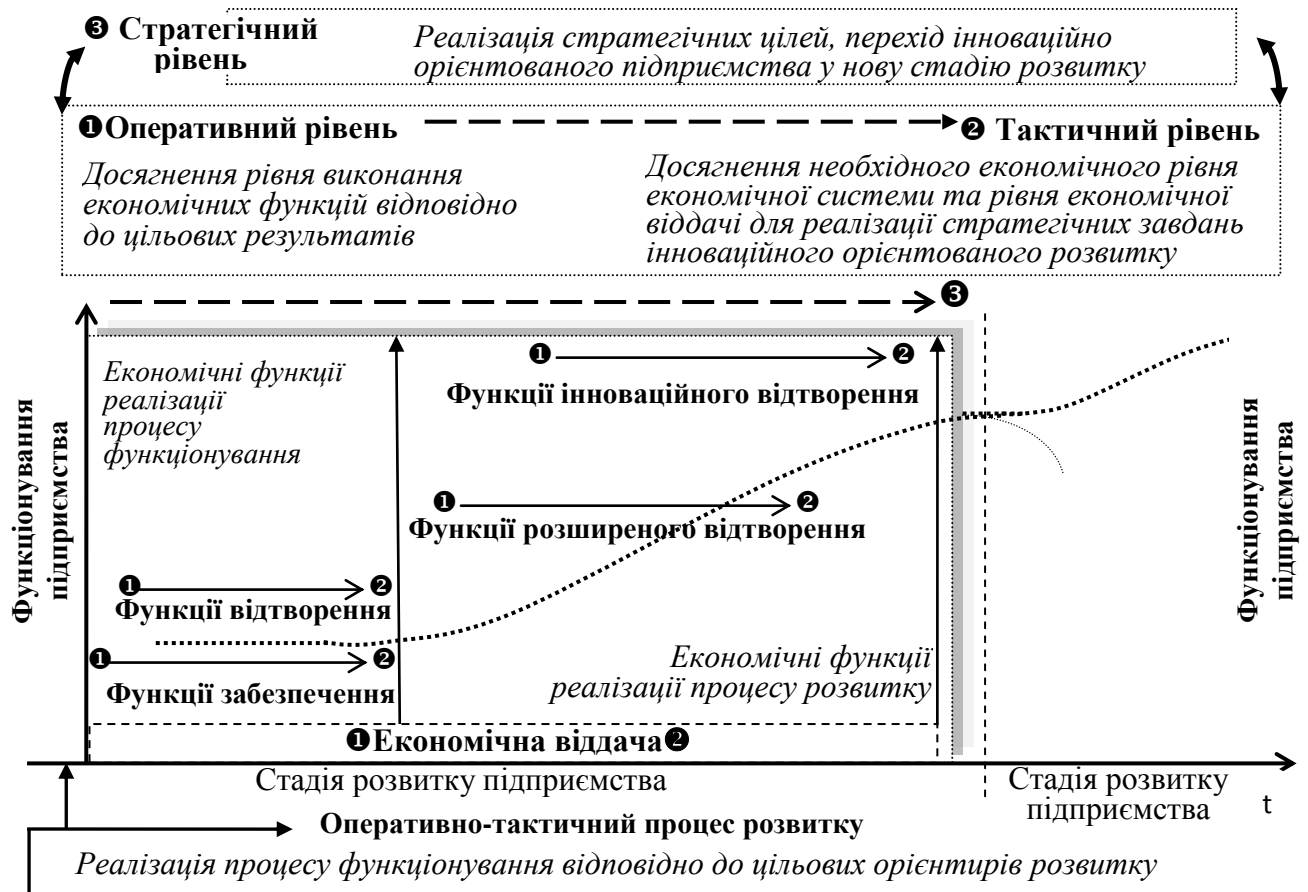 ❸ Стратегічний
рівень
Реалізація стратегічних цілей, перехід інноваційно
орієнтованого підприємства у нову стадію розвитку
❶Оперативний рівень
❷ Тактичний рівень
Досягнення рівня виконання
економічних функцій відповідно
до цільових результатів
Досягнення необхідного економічного рівня
економічної системи та рівня економічної
віддачі для реалізації стратегічних завдань
інноваційного орієнтованого розвитку
❸
Функціонування
підприємства
Економічні функції
реалізації
процесу
функціонування
❶ ❷
Функції інноваційного відтворення
❶ ❷
Функції розширеного відтворення
❶ ❷
Функції відтворення
❶ ❷
Функції забезпечення
Економічні функції
реалізації процесу розвитку
Функціонування
підприємства
❶Економічна віддача❷
Стадія розвитку підприємства
Стадія розвитку
підприємства
t
Оперативно-тактичний процес розвитку
Реалізація процесу функціонування відповідно до цільових орієнтирів розвитку